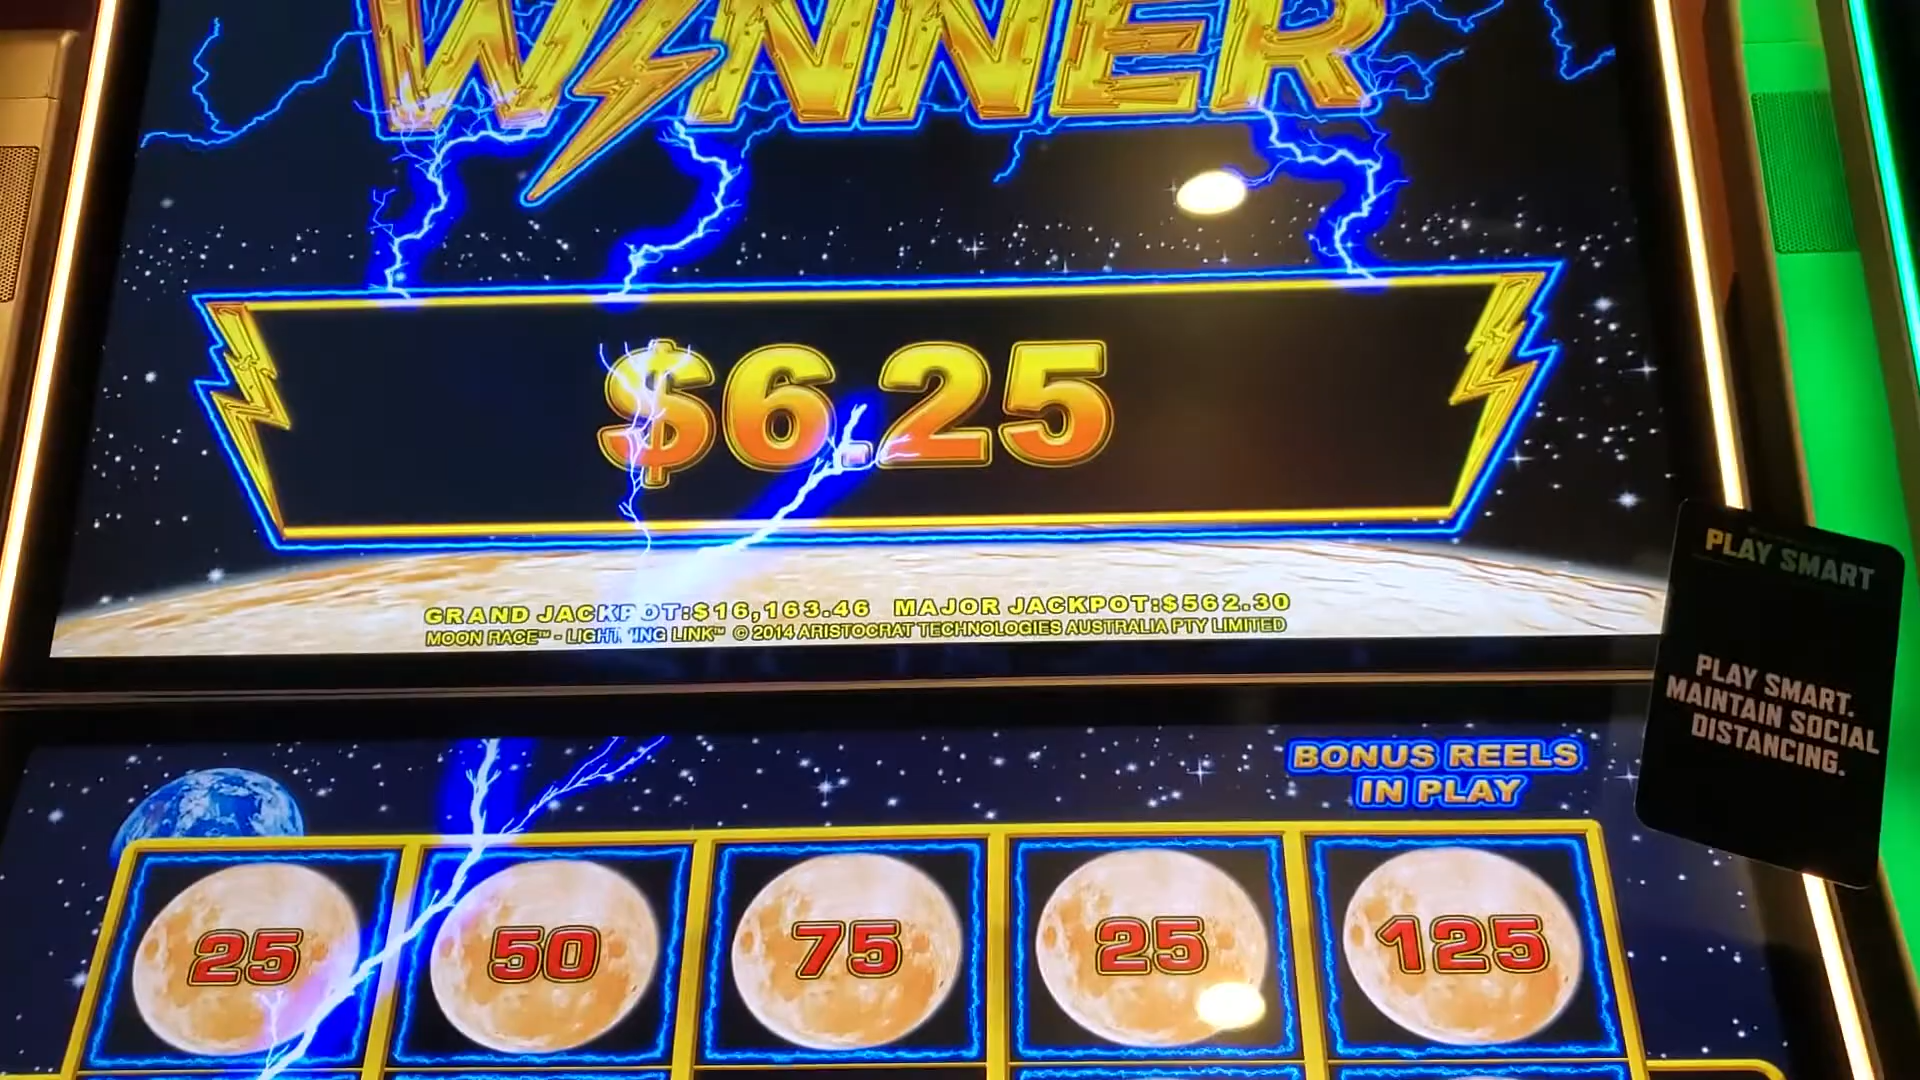 WINNER
$6.25
GRAND JACKPOT:$16,163.46 MAJOR JACKPOT:$562.30
MOON RACE™ - LIGHTNING LINK™ © 2014 ARISTOCRAT TECHNOLOGIES AUSTRALIA PTY LIMITED
PLAY SMART
PLAY SMART.
MAINTAIN SOCIAL
DISTANCING.
BONUS REELS
IN PLAY
25 50 75 25 125